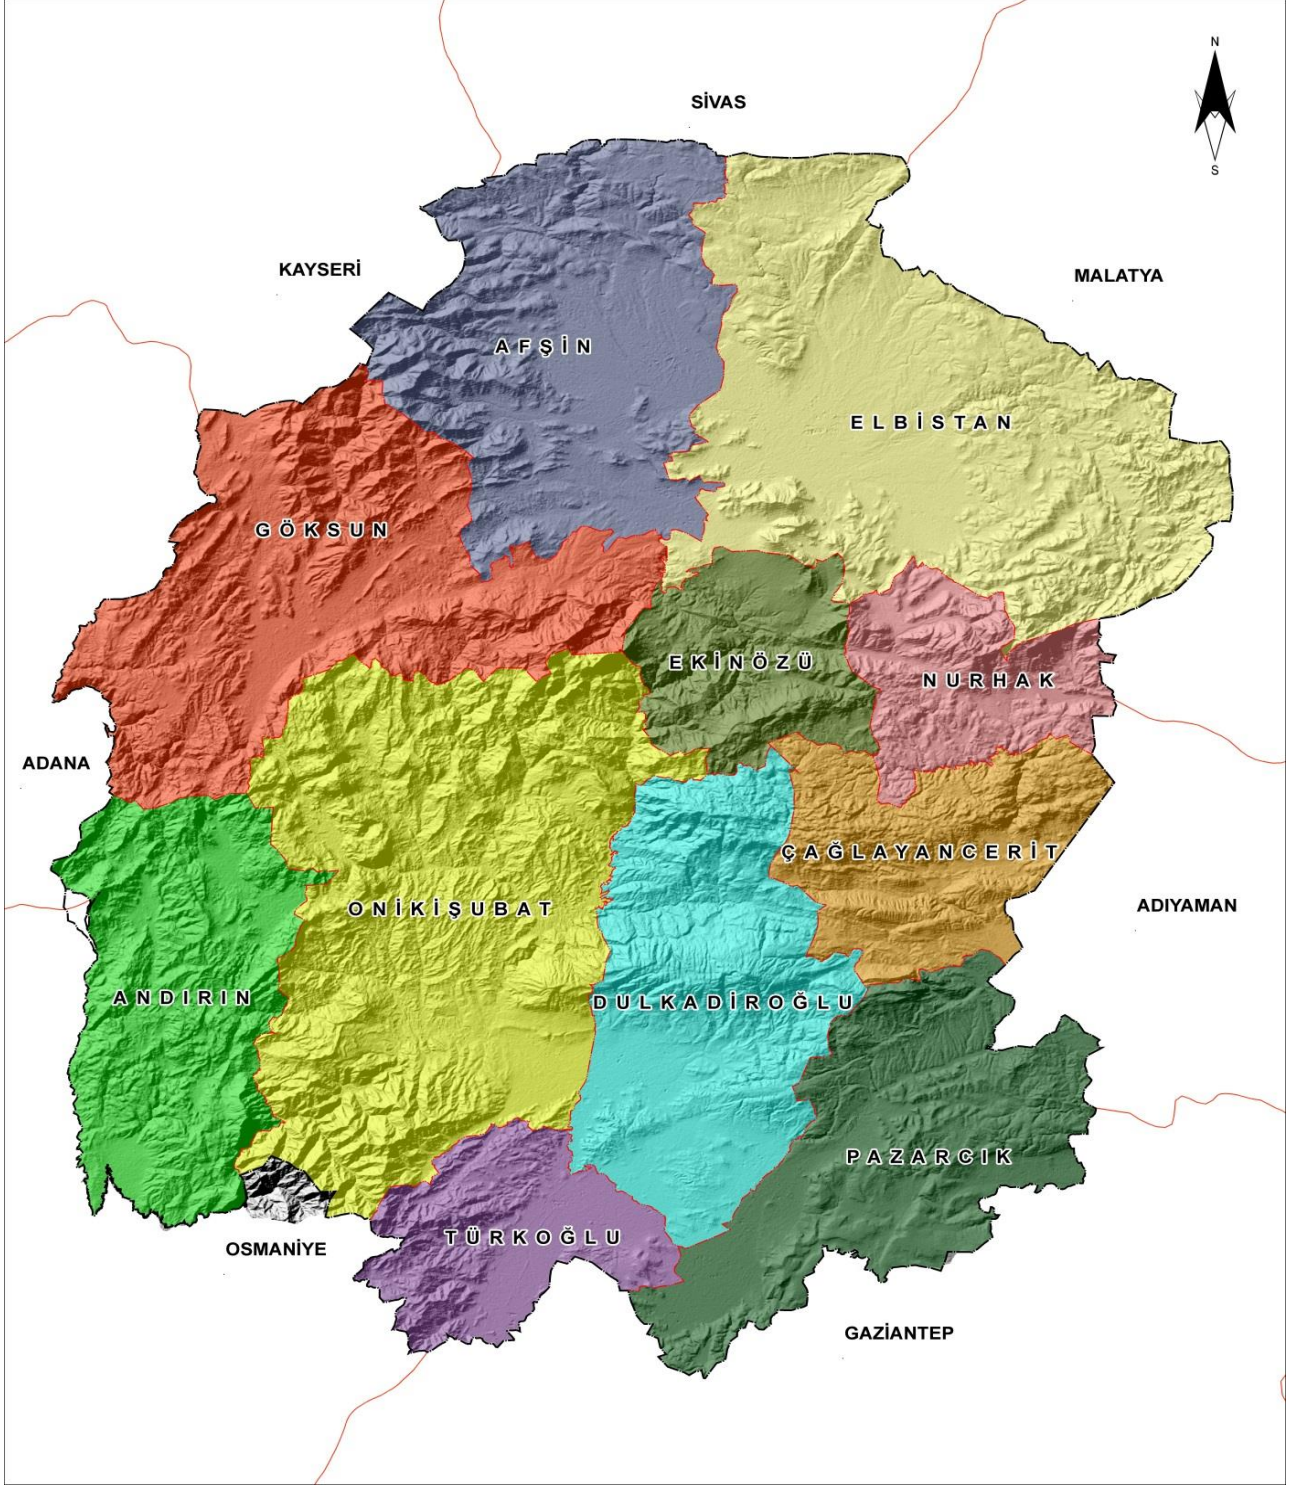 N
S
SİVAS
KAYSERİ
MALATYA
AFŞİN
ELBİSTAN
GÖKSUN
EKİNÖZÜ
NURHAK
ADANA
ÇAĞLAYANCERİT
ONİKİŞUBAT
ADIYAMAN
ANDIRIN
DULKADİROĞLU
PAZARCIK
TÜRKOĞLU
OSMANİYE
GAZİANTEP